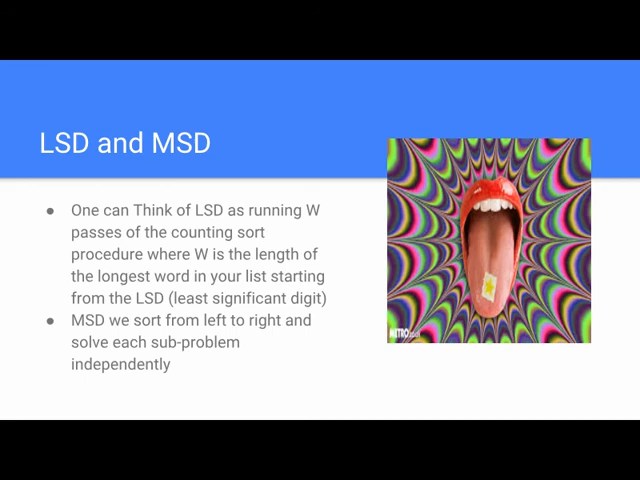 LSD and MSD
● One can Think of LSD as running W
passes of the counting sort
procedure where W is the length of
the longest word in your list starting
from the LSD (least significant digit)
● MSD we sort from left to right and
solve each sub-problem
independently
METRO